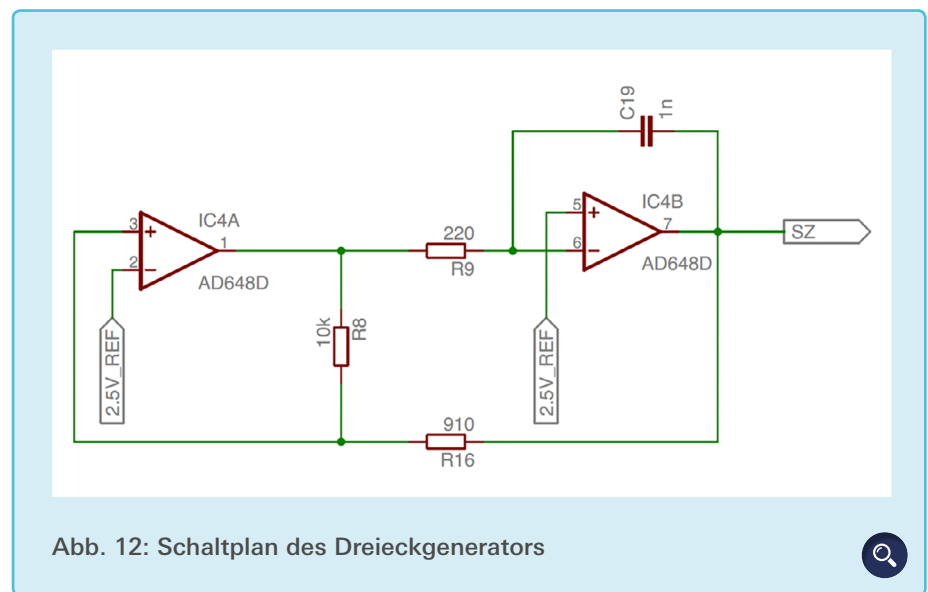 C19
1n
3
+
IC4A
1
2
-
AD648D
2.5V_REF
220
R9
10k
R8
5
+
IC4B
7
6
-
AD648D
2.5V_REF
SZ
910
R16
Abb. 12: Schaltplan des Dreieckgenerators